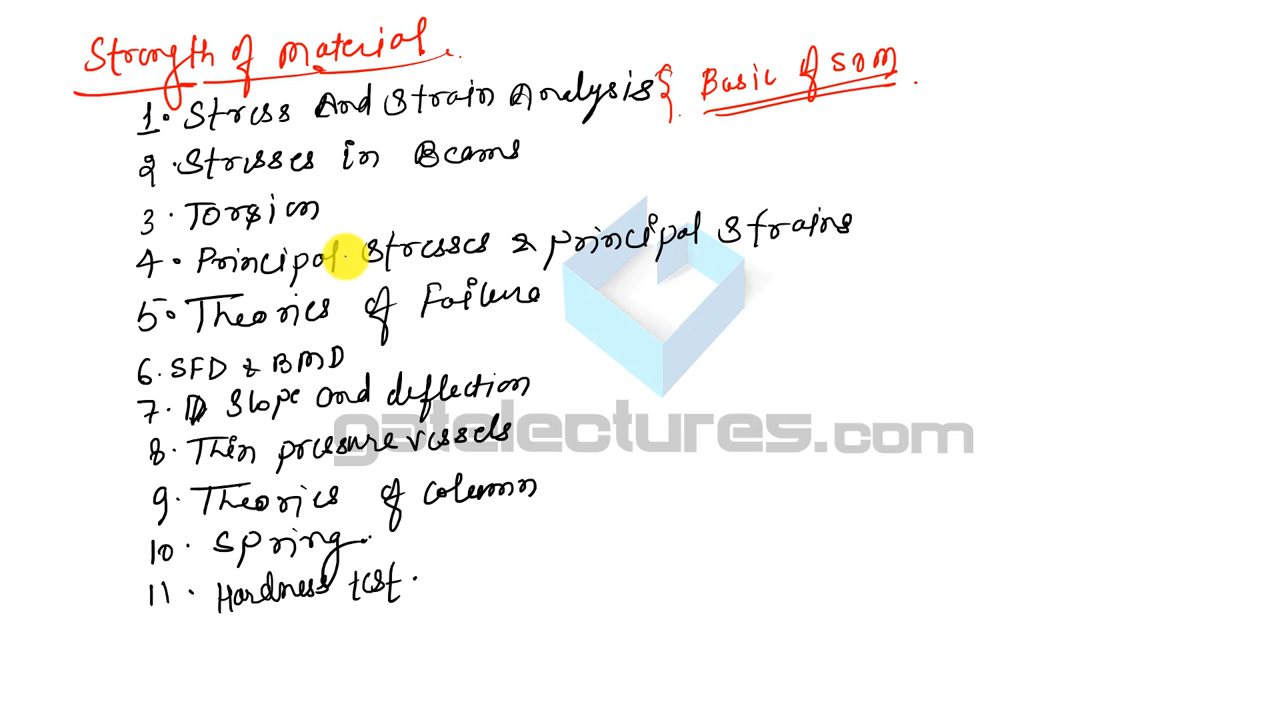 Strength of Material.
1. Stress And Strain Analysis } Basic of SOM.
2. Stresses in Beams
3. Torsion
4. Principal Stresses & principal Strains
5. Theories of Failure
6. SFD & BMD
7. D Slope and deflection
8. Thin pressure vessels
gatelectures.com
9. Theories of column
10. Spring.
11. Hardness test.